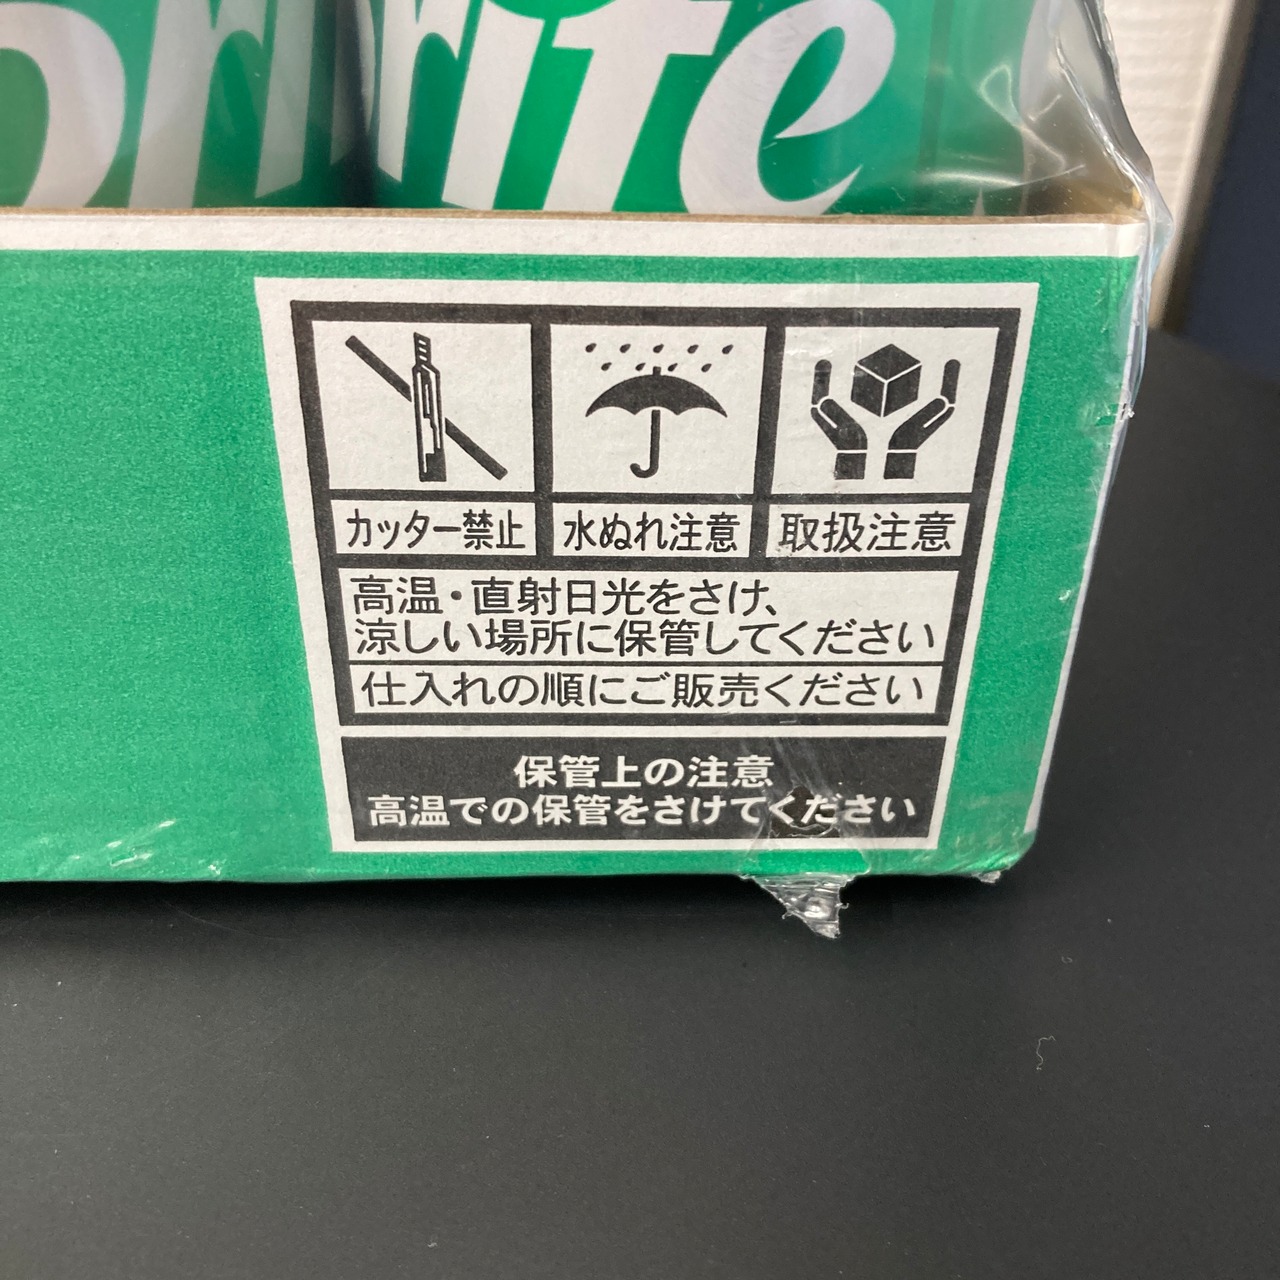 Sprite
カッター禁止 水ぬれ注意 取扱注意
高温・直射日光をさけ、
涼しい場所に保管してください
仕入れの順にご販売ください
保管上の注意
高温での保管をさけてください